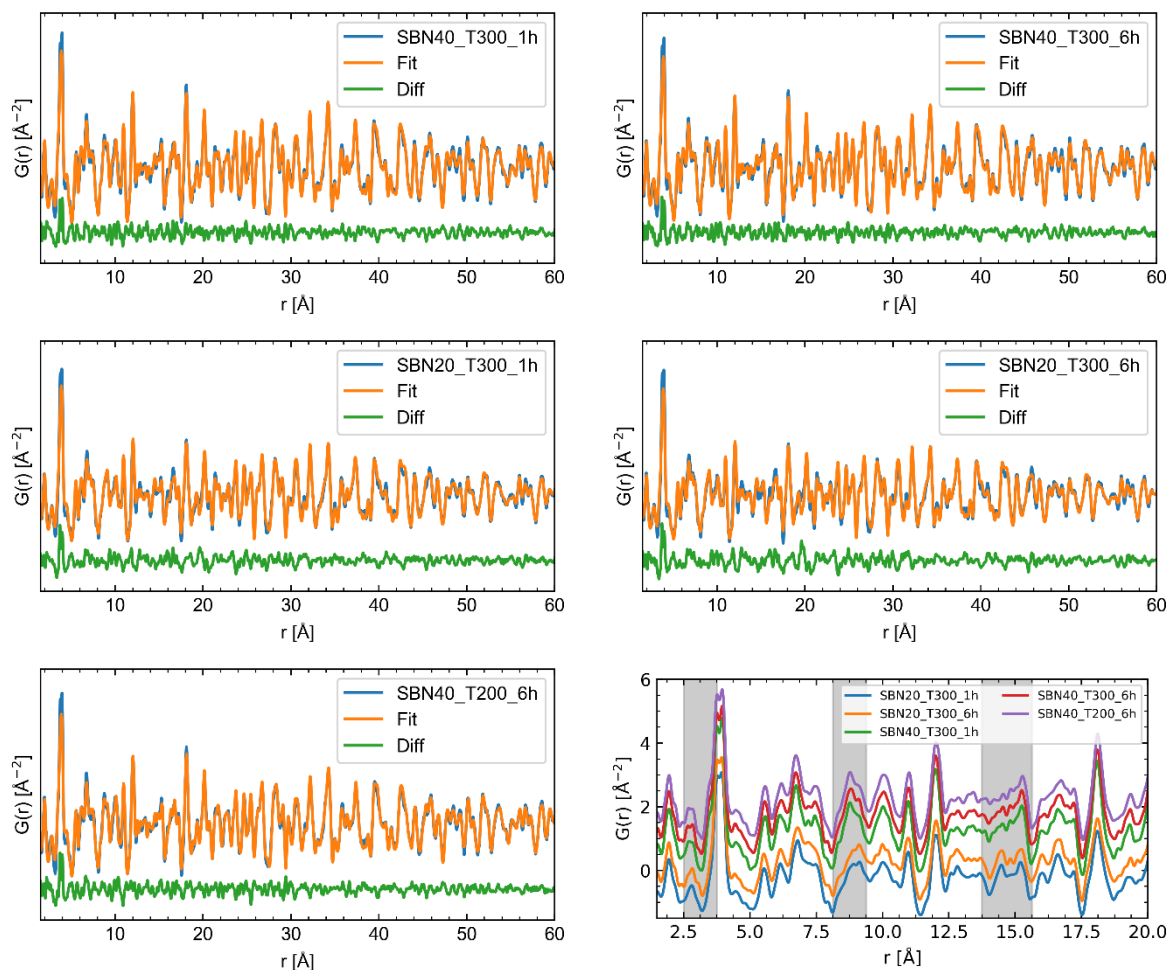 SBN40_T300_1h
Fit
Diff
G(r) [Å⁻²]
10 20 30 40 50 60
r [Å]
SBN40_T300_6h
Fit
Diff
G(r) [Å⁻²]
10 20 30 40 50 60
r [Å]
SBN20_T300_1h
Fit
Diff
G(r) [Å⁻²]
10 20 30 40 50 60
r [Å]
SBN20_T300_6h
Fit
Diff
G(r) [Å⁻²]
10 20 30 40 50 60
r [Å]
SBN40_T200_6h
Fit
Diff
G(r) [Å⁻²]
10 20 30 40 50 60
r [Å]
SBN20_T300_1h SBN40_T300_6h
SBN20_T300_6h SBN40_T200_6h
SBN40_T300_1h
6
4
2
0
G(r) [Å⁻²]
2.5 5.0 7.5 10.0 12.5 15.0 17.5 20.0
r [Å]